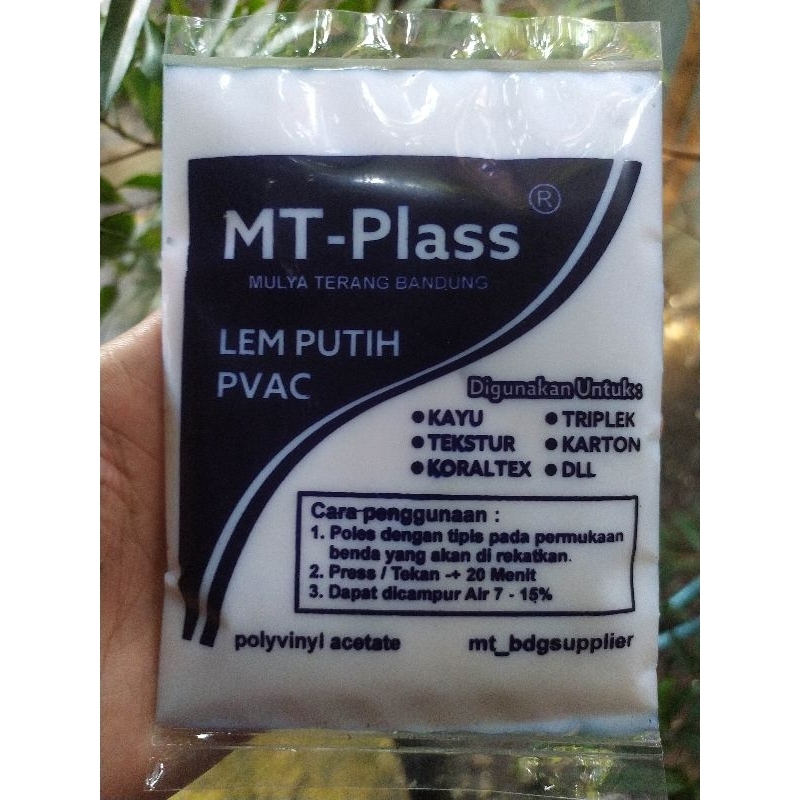 MT-Plass ®
MULYA TERANG BANDUNG
LEM PUTIH
PVAC
Digunakan Untuk:
• KAYU • TRIPLEK
• TEKSTUR • KARTON
• KORALTEX • DLL
Cara penggunaan :
1. Poles dengan tipis pada permukaan
benda yang akan di rekatkan.
2. Press / Tekan -+ 20 Menit
3. Dapat dicampur Air 7 - 15%
polyvinyl acetate mt_bdgsupplier